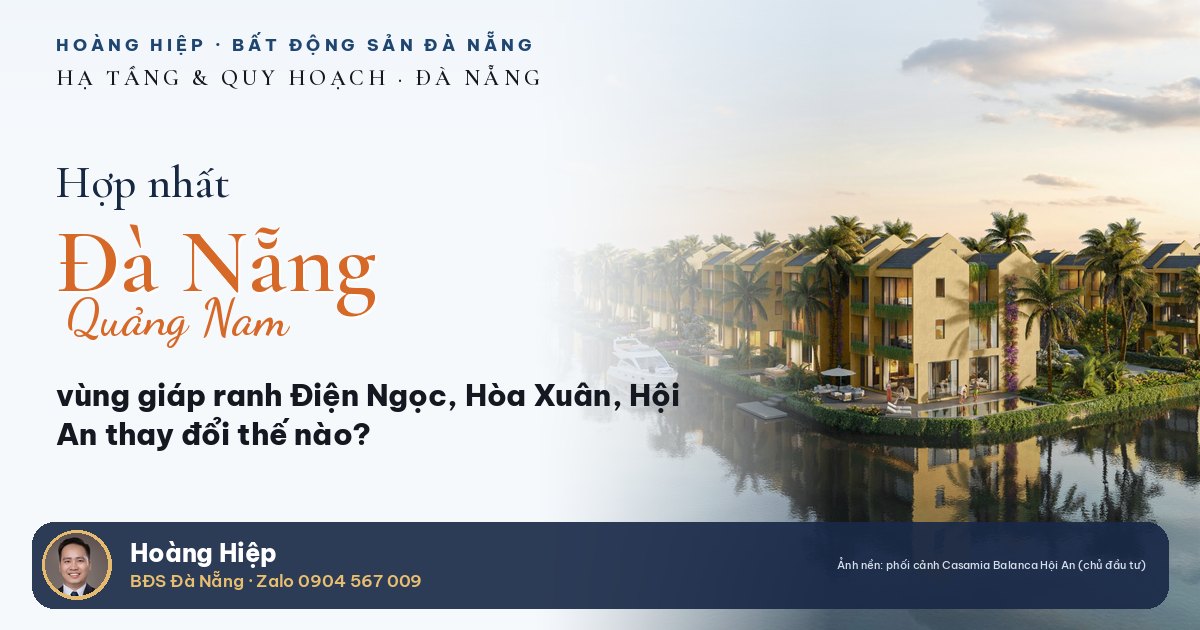 HOÀNG HIỆP · BẤT ĐỘNG SẢN ĐÀ NẴNG
HẠ TẦNG & QUY HOẠCH · ĐÀ NẴNG
Hợp nhất
Đà Nẵng
Quảng Nam
vùng giáp ranh Điện Ngọc, Hòa Xuân, Hội
An thay đổi thế nào?
Hoàng Hiệp
BĐS Đà Nẵng · Zalo 0904 567 009
Ảnh nền: phối cảnh Casamia Balanca Hội An (chủ đầu tư)